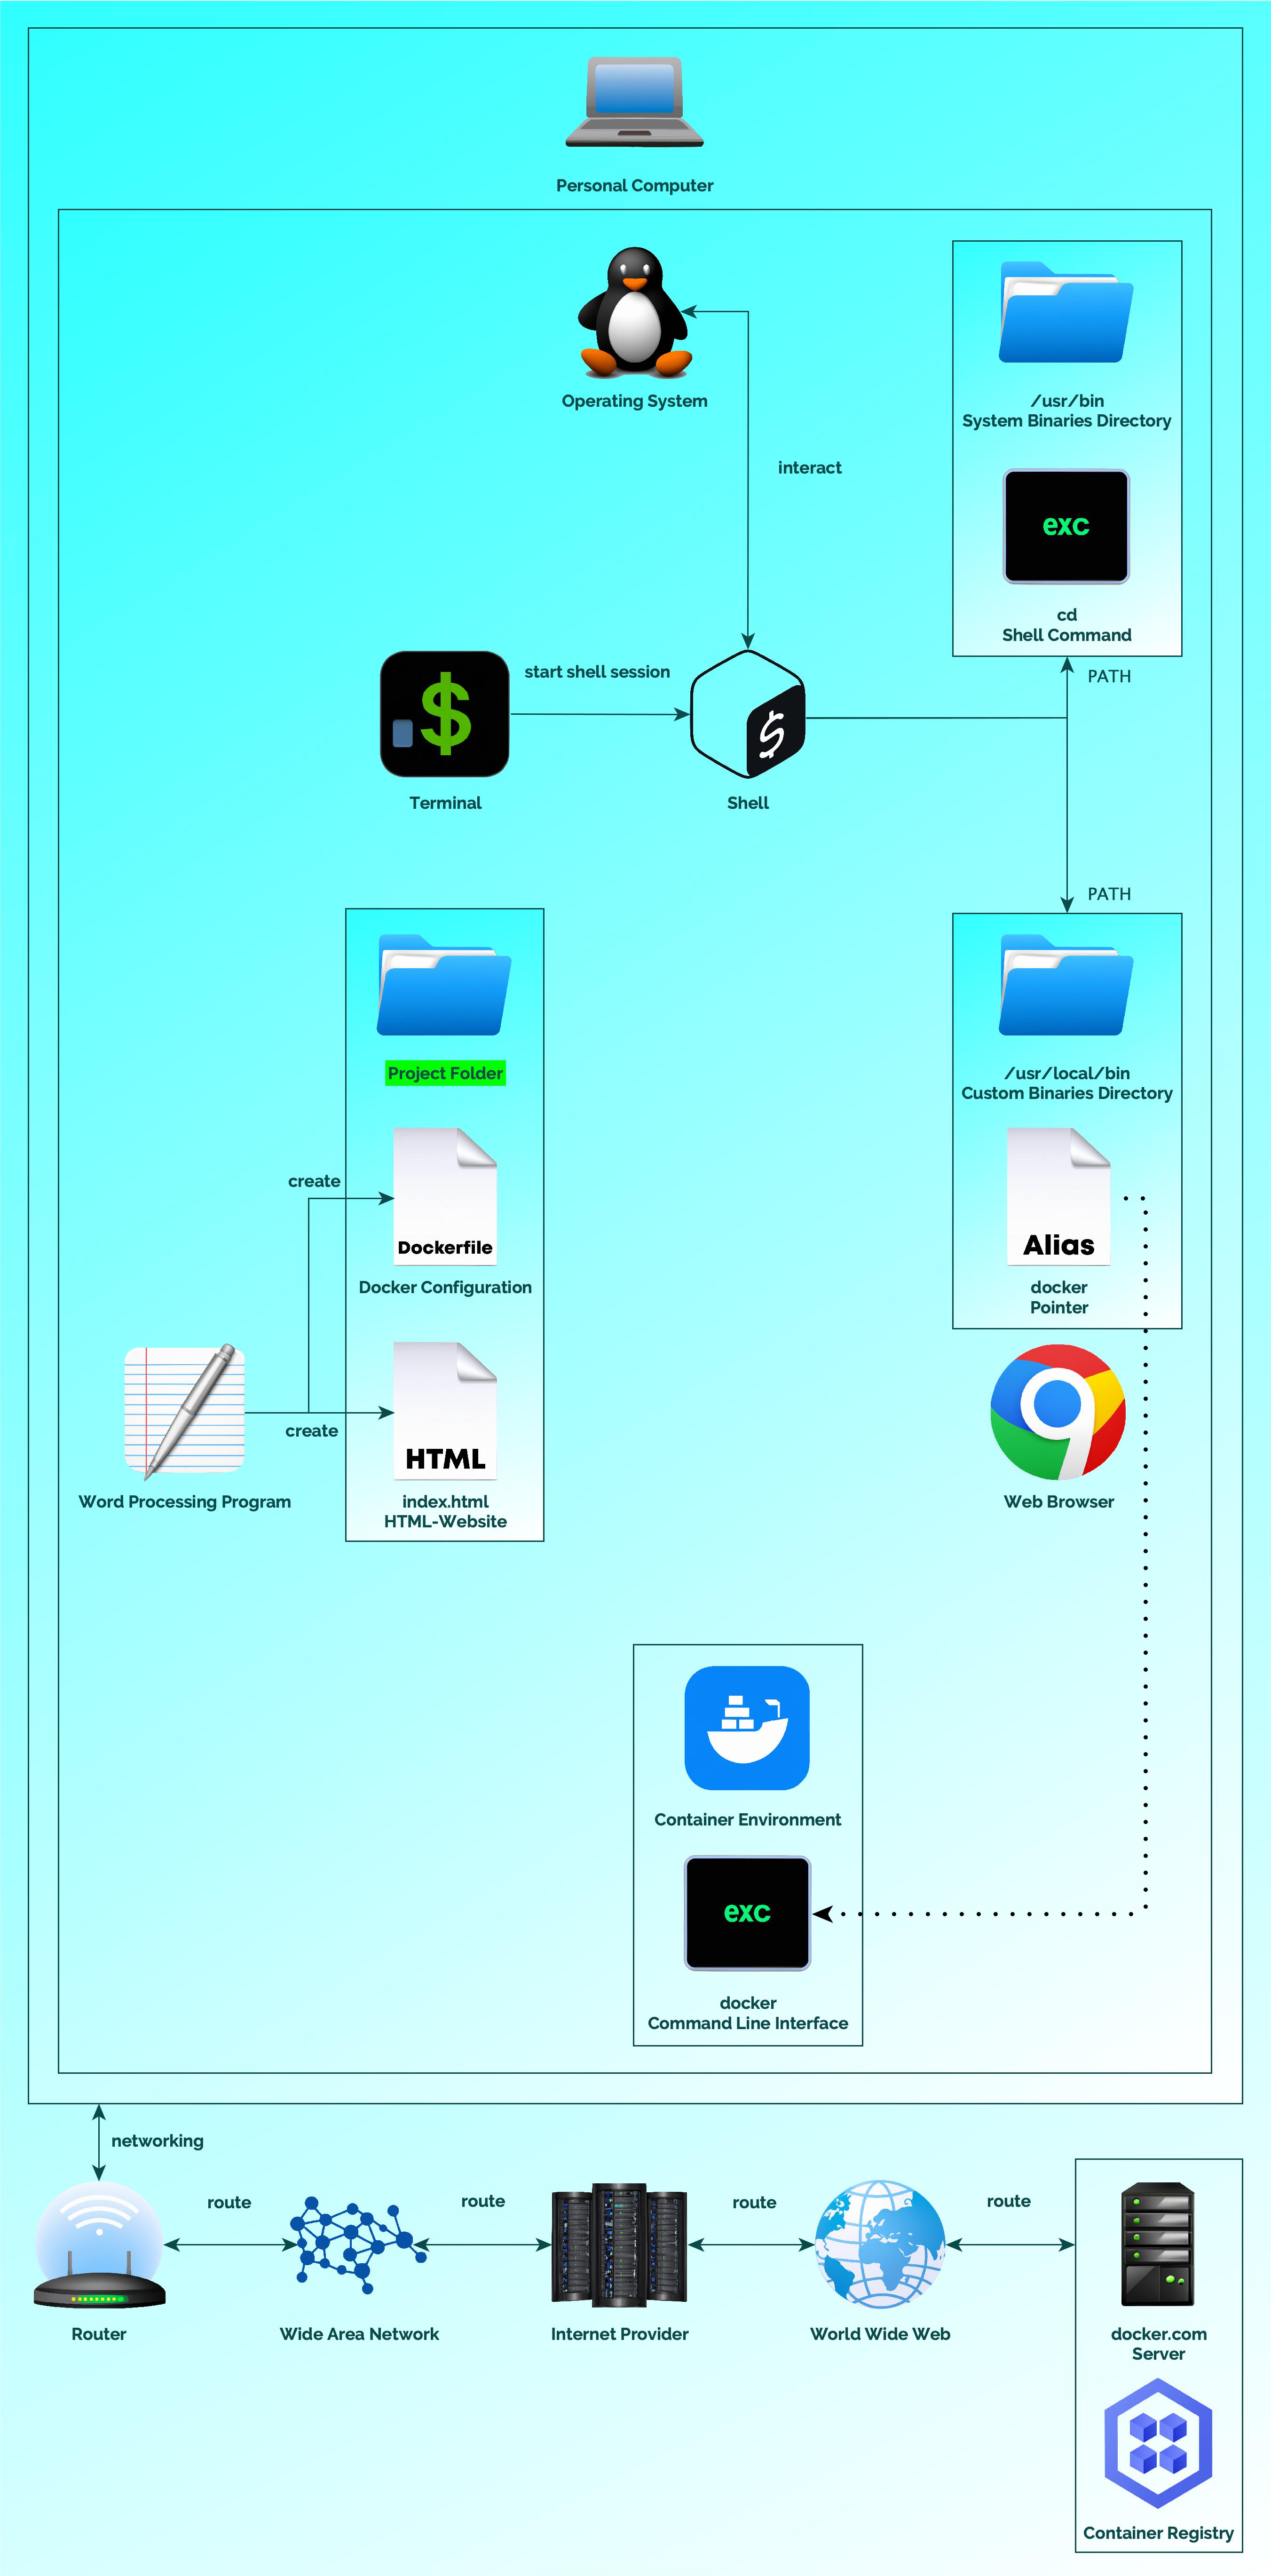 Personal Computer
Operating System
/usr/bin
System Binaries Directory
interact
exc
cd
Shell Command
start shell session
PATH
$
Terminal
$
Shell
PATH
Project Folder
/usr/local/bin
Custom Binaries Directory
create
Dockerfile
Docker Configuration
Alias
docker
Pointer
create
HTML
Word Processing Program
index.html
HTML-Website
Web Browser
Container Environment
exc
docker
Command Line Interface
networking
route
route
route
route
Router
Wide Area Network
Internet Provider
World Wide Web
docker.com
Server
Container Registry